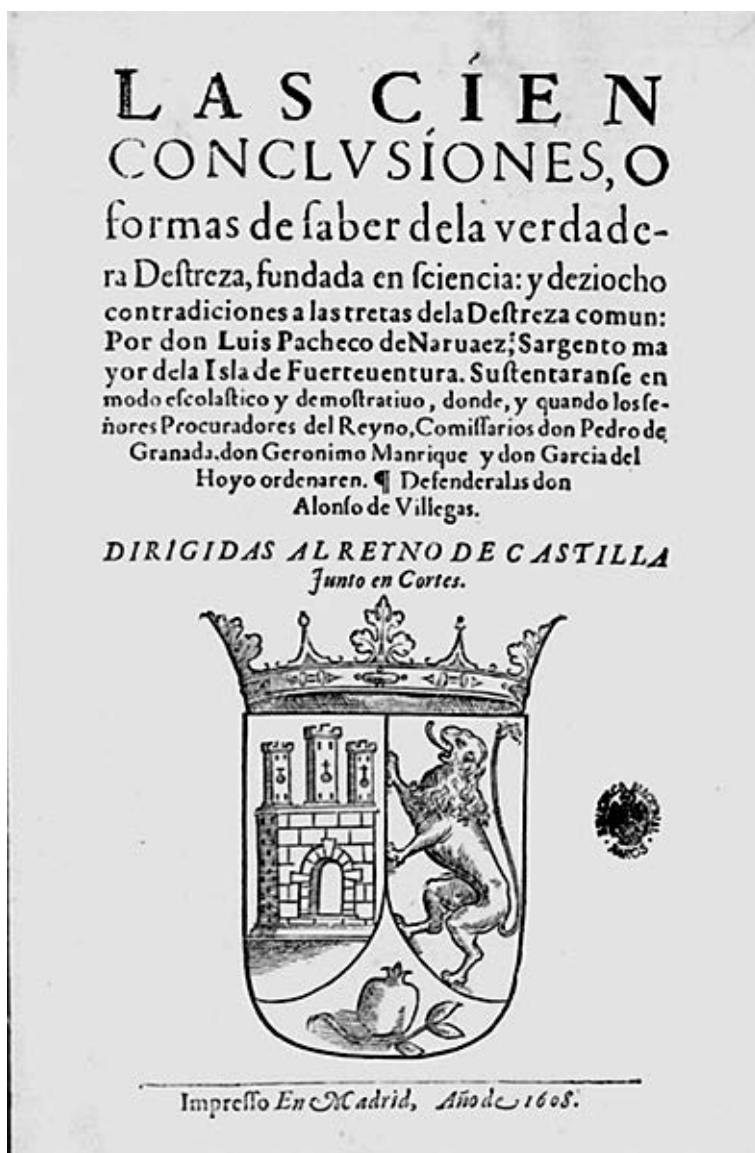 LAS CÍEN
CONCLVSÍONES, O
formas de ſaber dela verdade-
ra Deſtreza, fundada en ſciencia: y deziocho
contradiciones a las tretas dela Deſtreza comun:
Por don Luis Pacheco de Naruaez, Sargento ma
yor dela Isla de Fuerteuentura. Suſtentaranſe en
modo eſcolaſtico y demoſtratiuo, donde, y quando los ſe-
ñores Procuradores del Reyno, Comiſſarios don Pedro de
Granada. don Geronimo Manrique y don Garcia del
Hoyo ordenaren. ¶ Defenderalas don
Alonſo de Villegas.
DIRÍGIDAS AL REYNO DE CASTILLA
Junto en Cortes.
Impreſſo En Madrid, Año de 1608.